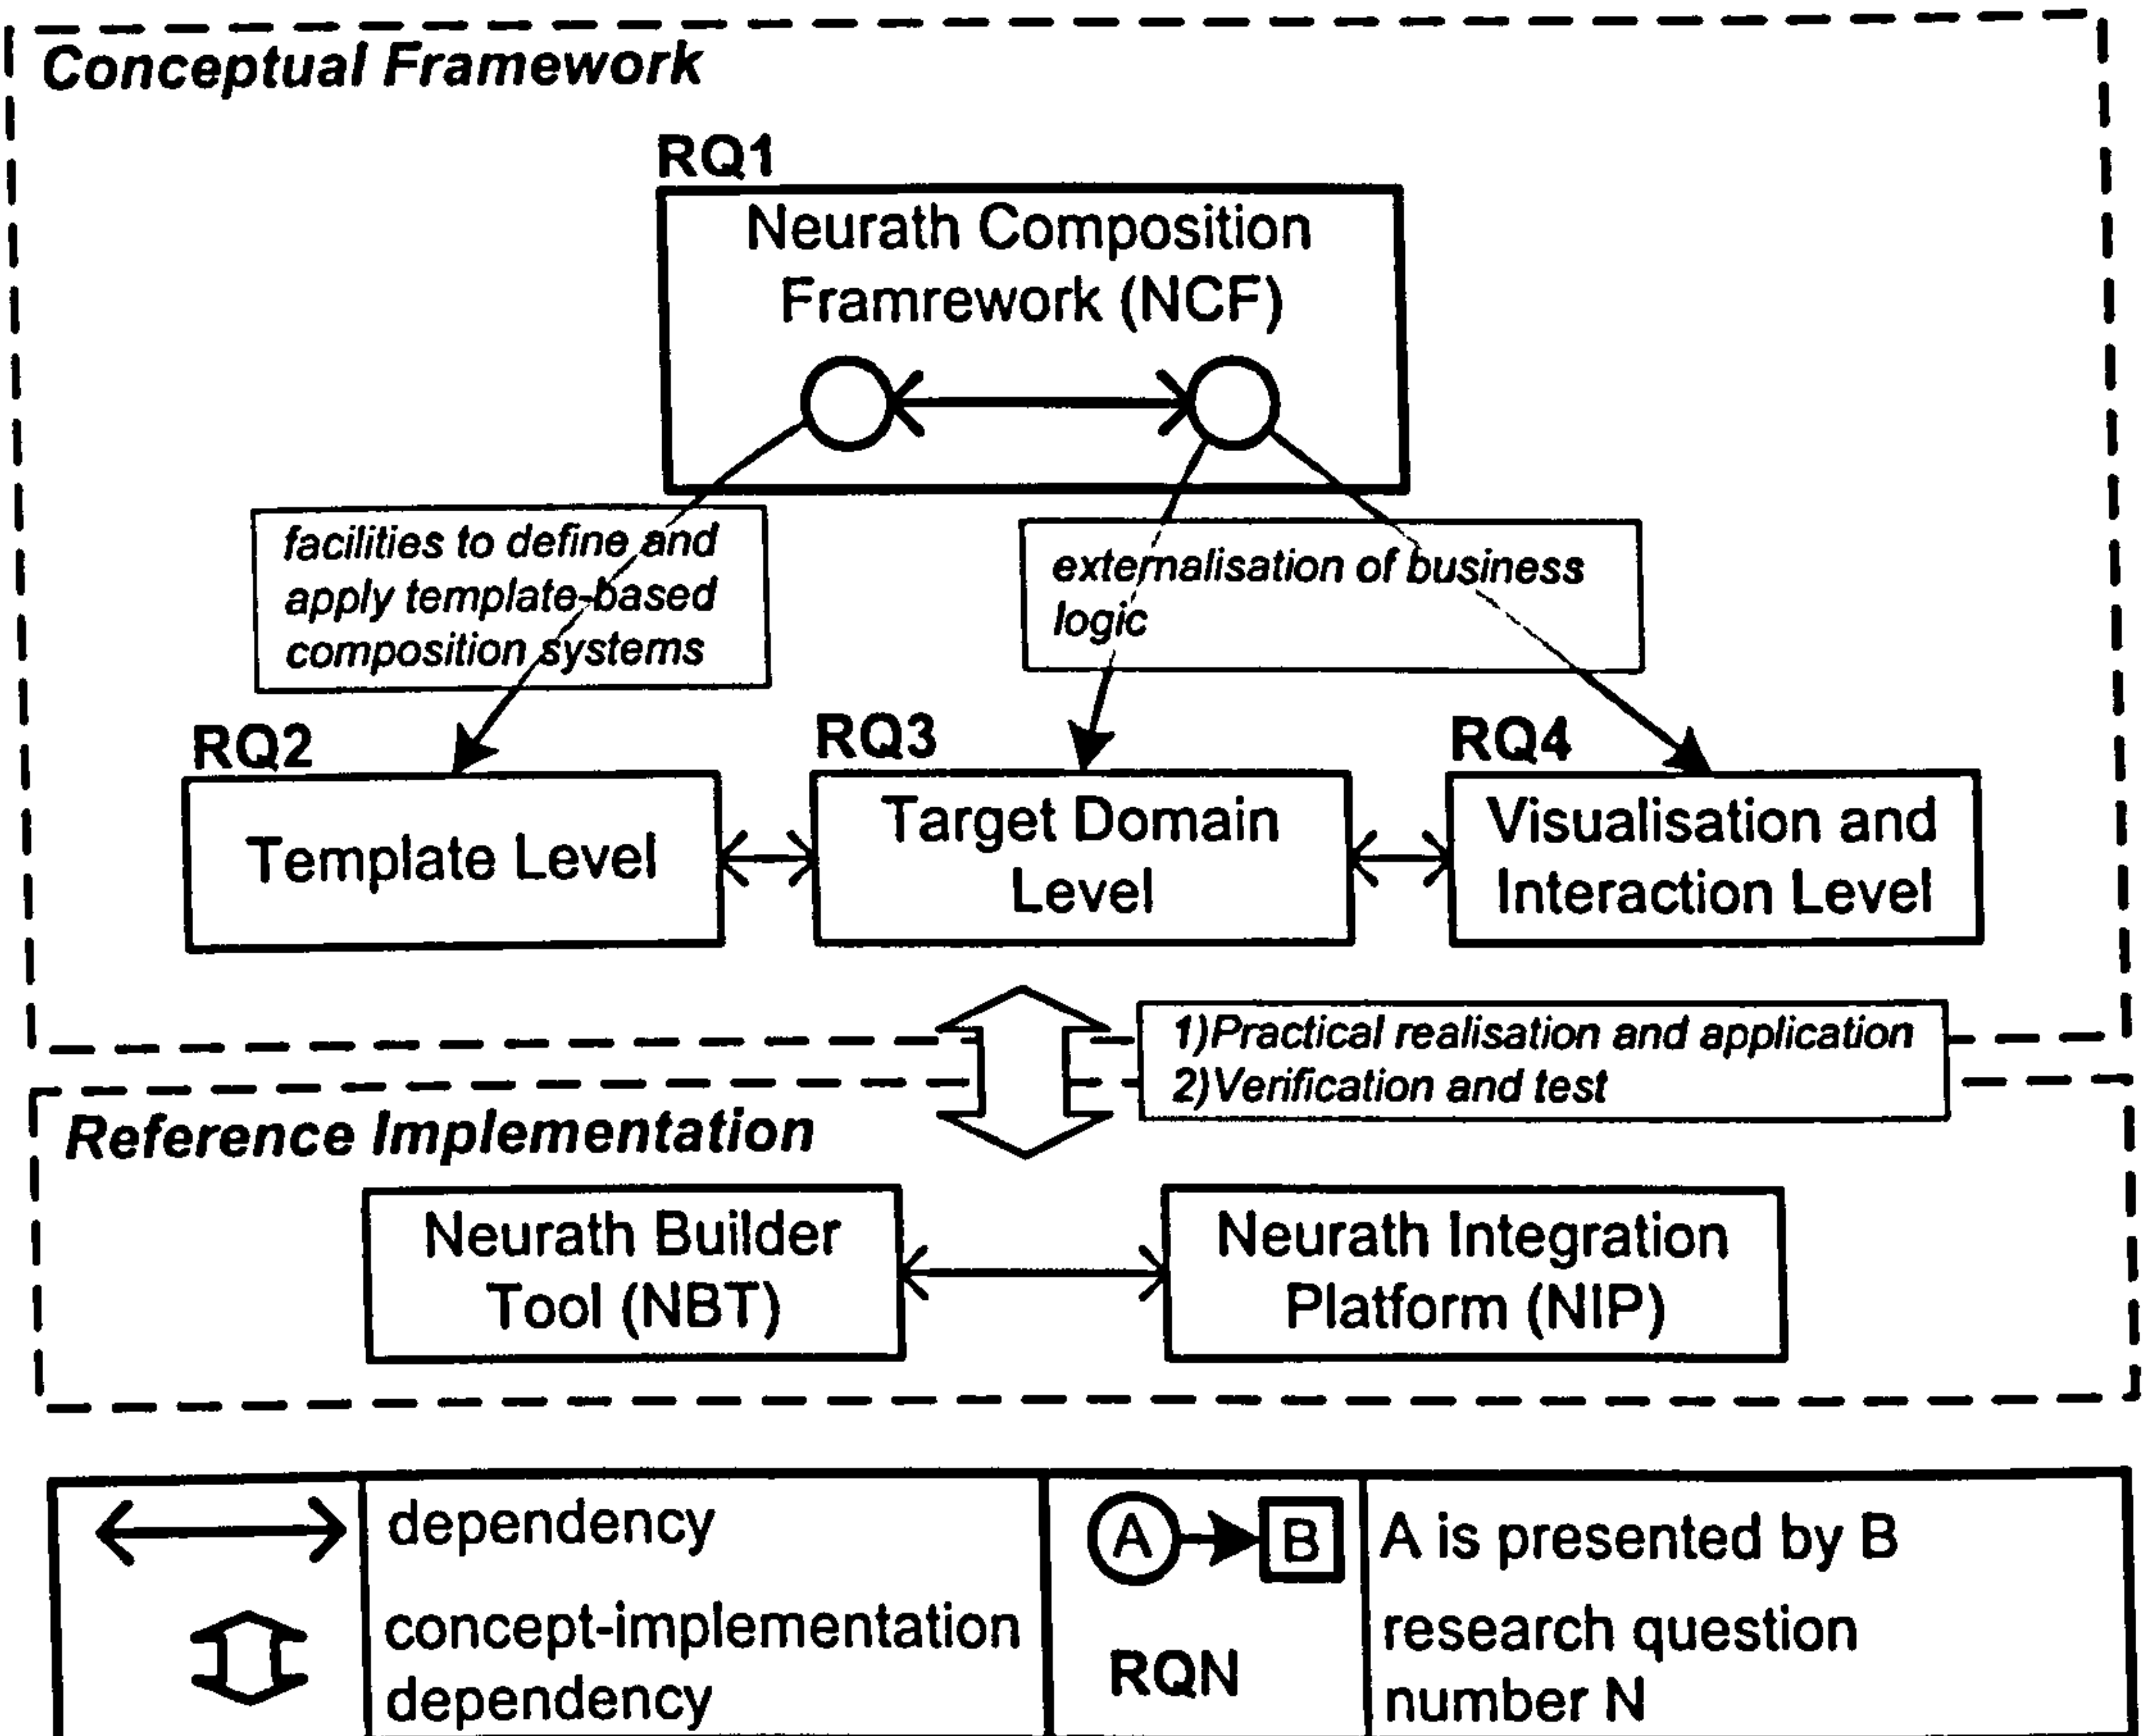 Conceptual Framework
RQ1
Neurath Composition
Framrework (NCF)
facilities to define and
apply template-based
composition systems
externalisation of business
logic
RQ2
RQ3
RQ4
Template Level
Target Domain
Level
Visualisation and
Interaction Level
1)Practical realisation and application
2)Verification and test
Reference Implementation
Neurath Builder
Tool (NBT)
Neurath Integration
Platform (NIP)
dependency
A
B
A is presented by B
concept-implementation
dependency
RQN
research question
number N